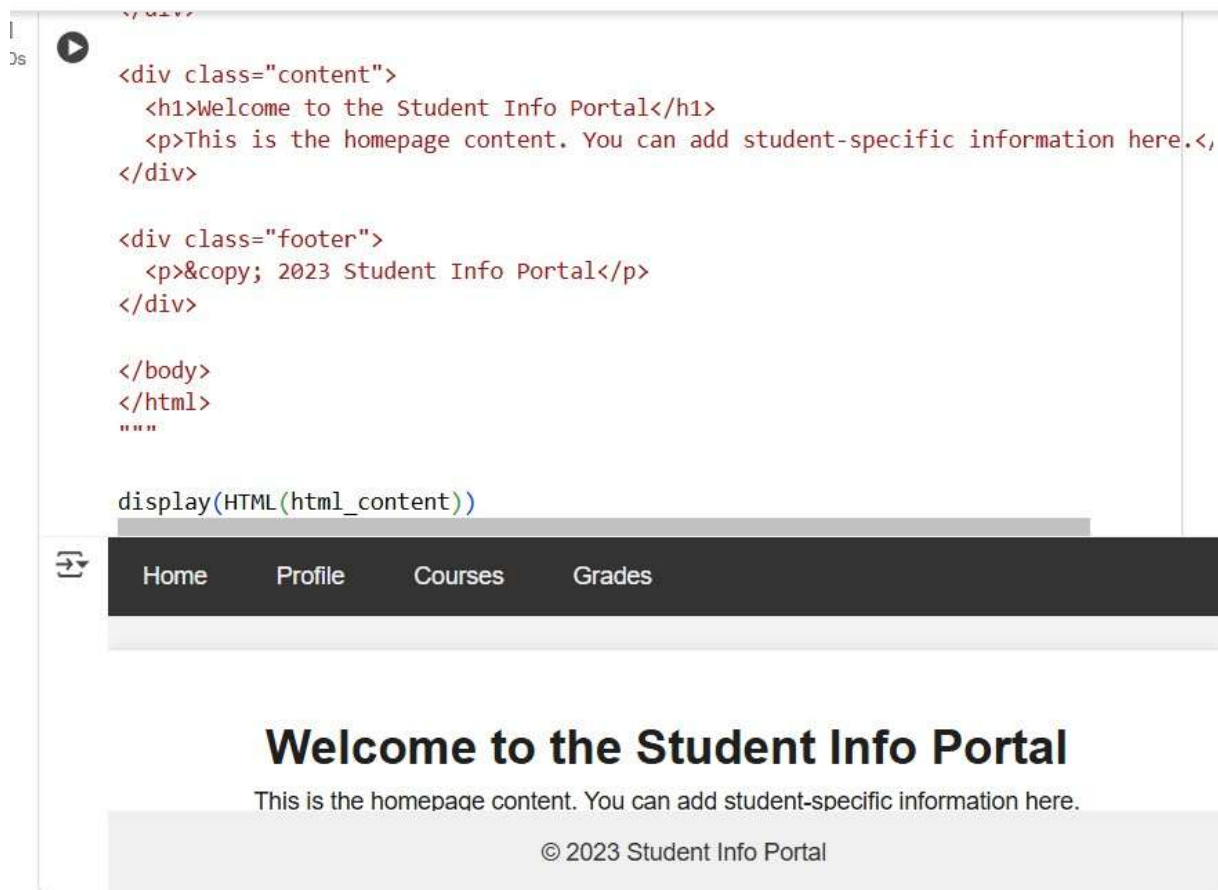 </div>
<div class="content">
<h1>Welcome to the Student Info Portal</h1>
<p>This is the homepage content. You can add student-specific information here.</
</div>
<div class="footer">
<p>&copy; 2023 Student Info Portal</p>
</div>
</body>
</html>
"""
display(HTML(html_content))
Home Profile Courses Grades
Welcome to the Student Info Portal
This is the homepage content. You can add student-specific information here.
© 2023 Student Info Portal